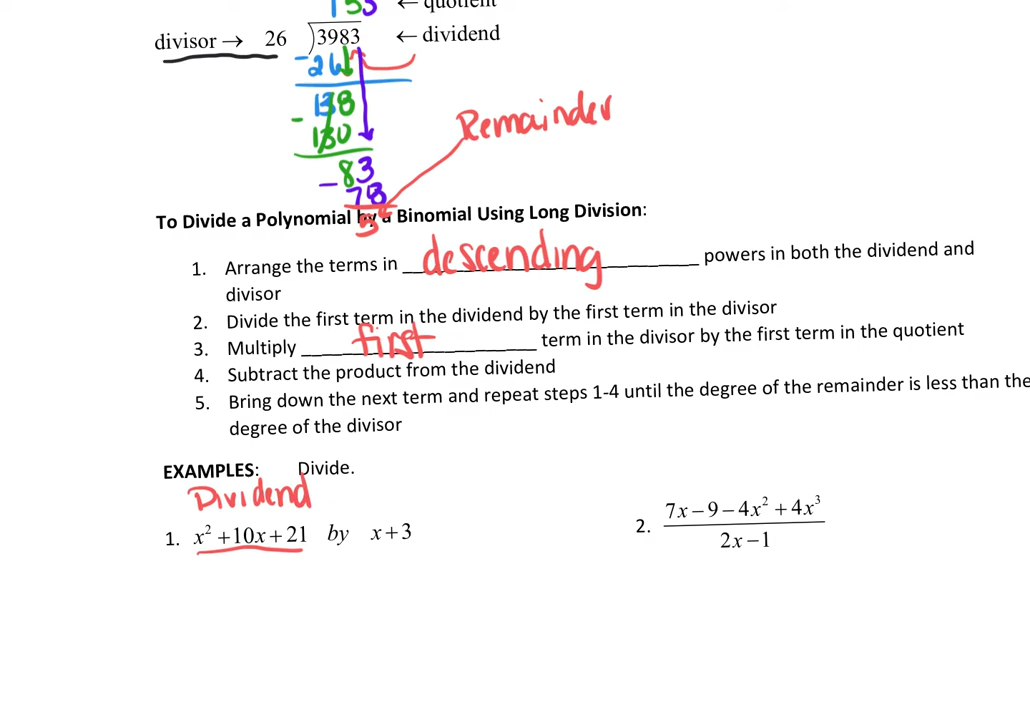 153 ← quotient
divisor → 26 )3983 ← dividend
-26
138
- 130
-83
78
5
Remainder
To Divide a Polynomial by a Binomial Using Long Division:
1. Arrange the terms in descending powers in both the dividend and
divisor
2. Divide the first term in the dividend by the first term in the divisor
3. Multiply first term in the divisor by the first term in the quotient
4. Subtract the product from the dividend
5. Bring down the next term and repeat steps 1-4 until the degree of the remainder is less than the
degree of the divisor
EXAMPLES: Divide.
Dividend
1. x² +10x+21 by x+3
2. (7x−9−4x² +4x³)/(2x−1)